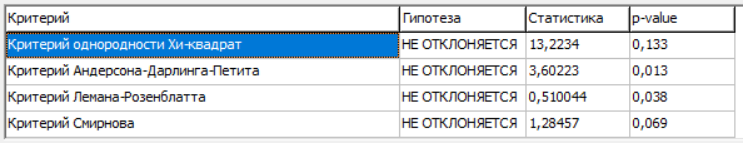 Критерий Гипотеза Статистика p-value
Критерий однородности Хи-квадрат НЕ ОТКЛОНЯЕТСЯ 13,2234 0,133
Критерий Андерсона-Дарлинга-Петита НЕ ОТКЛОНЯЕТСЯ 3,60223 0,013
Критерий Лемана-Розенблатта НЕ ОТКЛОНЯЕТСЯ 0,510044 0,038
Критерий Смирнова НЕ ОТКЛОНЯЕТСЯ 1,28457 0,069